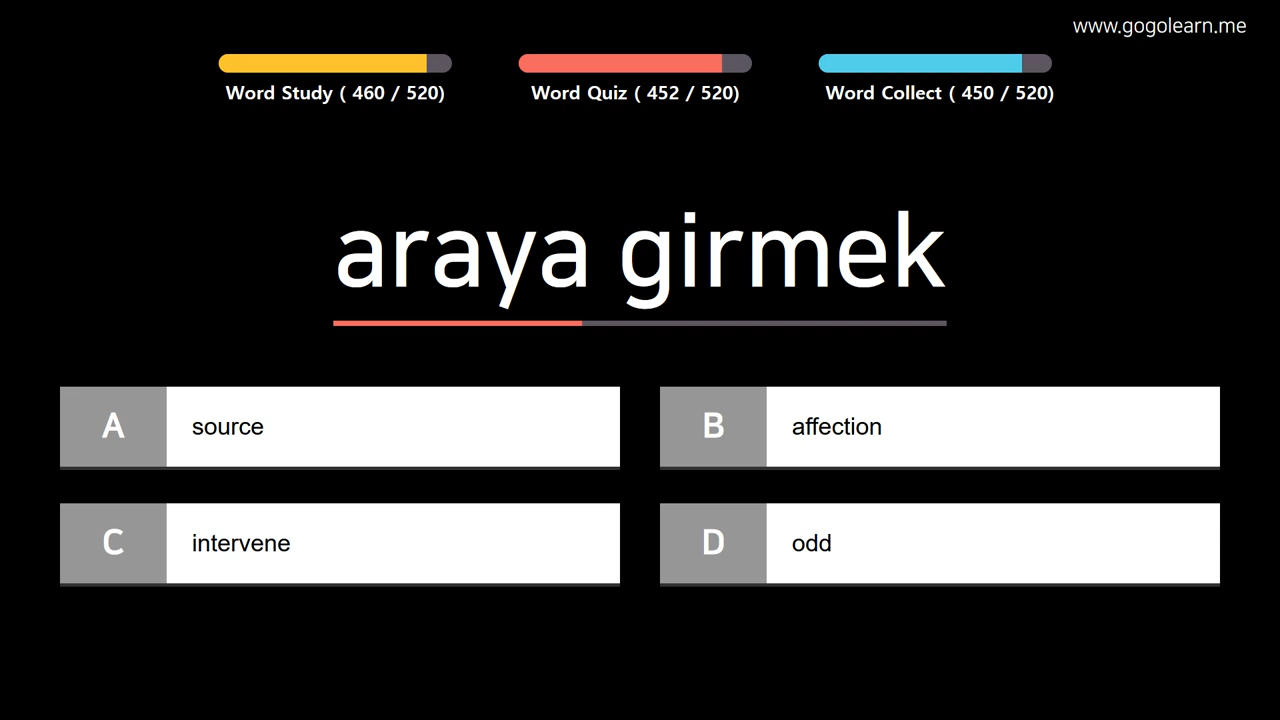 www.gogolearn.me
Word Study ( 460 / 520)
Word Quiz ( 452 / 520)
Word Collect ( 450 / 520)
araya girmek
A source
B affection
C intervene
D odd